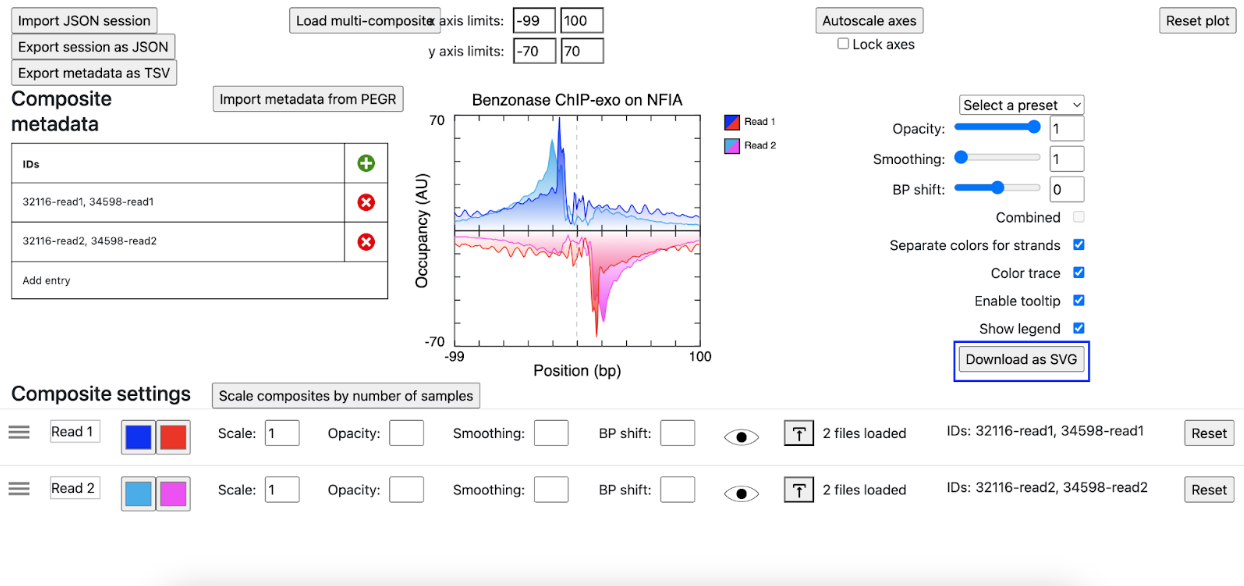 Import JSON session
Load multi-composite
x axis limits: -99 100
Autoscale axes
Reset plot
Export session as JSON
y axis limits: -70 70
Lock axes
Export metadata as TSV
Composite
metadata
Import metadata from PEGR
IDs
32116-read1, 34598-read1
32116-read2, 34598-read2
Add entry
Benzonase ChIP-exo on NFIA
70
Occupancy (AU)
-70
-99 100
Position (bp)
Read 1
Read 2
Select a preset
Opacity: 1
Smoothing: 1
BP shift: 0
Combined
Separate colors for strands
Color trace
Enable tooltip
Show legend
Download as SVG
Composite settings
Scale composites by number of samples
Read 1 Scale: 1 Opacity: Smoothing: BP shift: 2 files loaded IDs: 32116-read1, 34598-read1 Reset
Read 2 Scale: 1 Opacity: Smoothing: BP shift: 2 files loaded IDs: 32116-read2, 34598-read2 Reset